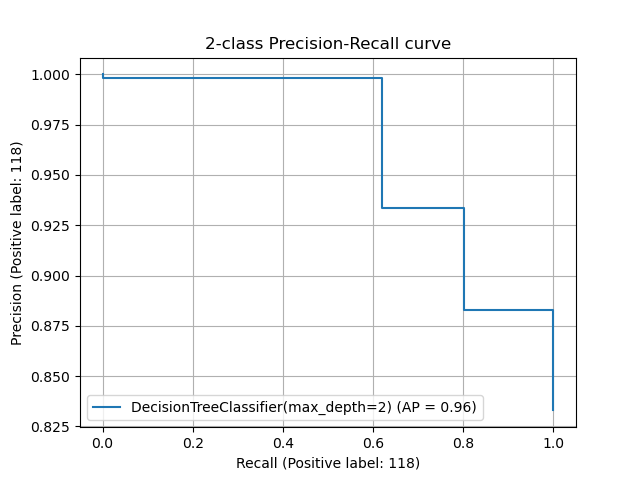 2-class Precision-Recall curve
1.000
0.975
0.950
0.925
0.900
0.875
0.850
0.825
Precision (Positive label: 118)
DecisionTreeClassifier(max_depth=2) (AP = 0.96)
0.0 0.2 0.4 0.6 0.8 1.0
Recall (Positive label: 118)